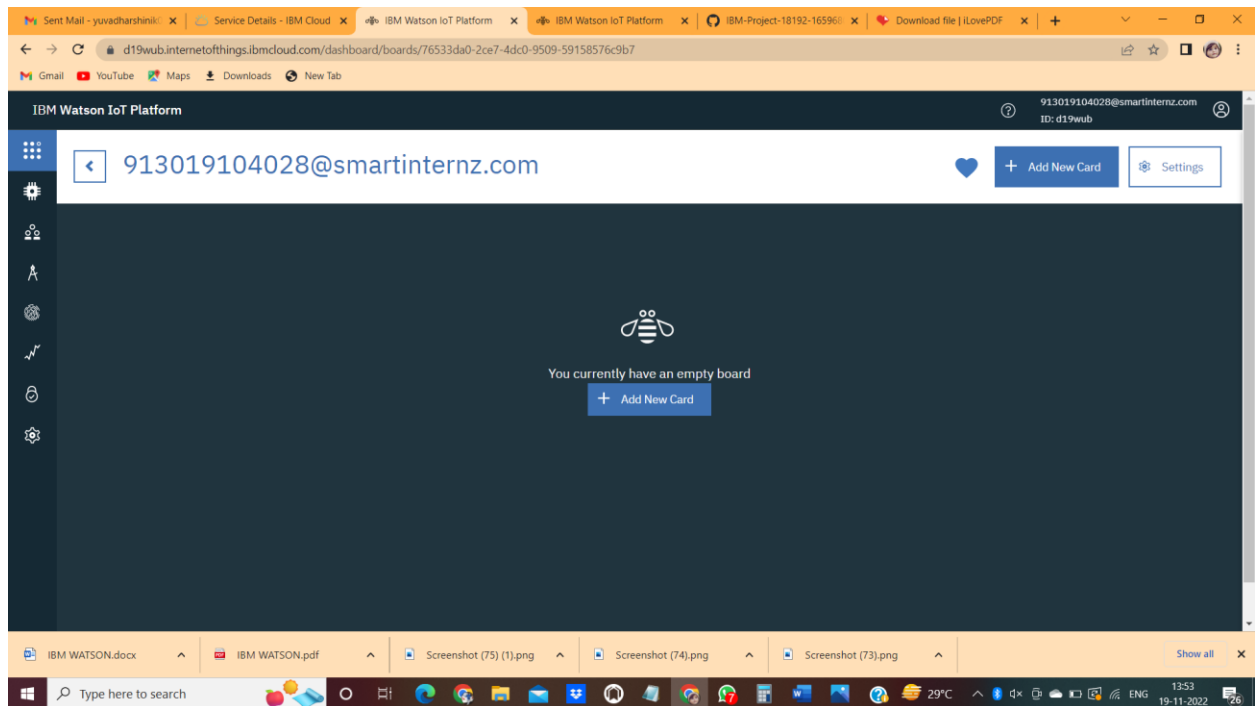 Sent Mail - yuvadharshinik
Service Details - IBM Cloud
IBM Watson IoT Platform
IBM Watson IoT Platform
IBM-Project-18192-165968
Download file | iLovePDF
d19wub.internetofthings.ibmcloud.com/dashboard/boards/76533da0-2ce7-4dc0-9509-59158576c9b7
Gmail YouTube Maps Downloads New Tab
IBM Watson IoT Platform
913019104028@smartinternz.com
ID: d19wub
913019104028@smartinternz.com
+ Add New Card
Settings
You currently have an empty board
+ Add New Card
IBM WATSON.docx
IBM WATSON.pdf
Screenshot (75) (1).png
Screenshot (74).png
Screenshot (73).png
Show all
Type here to search
29°C
ENG
13:53
19-11-2022
26